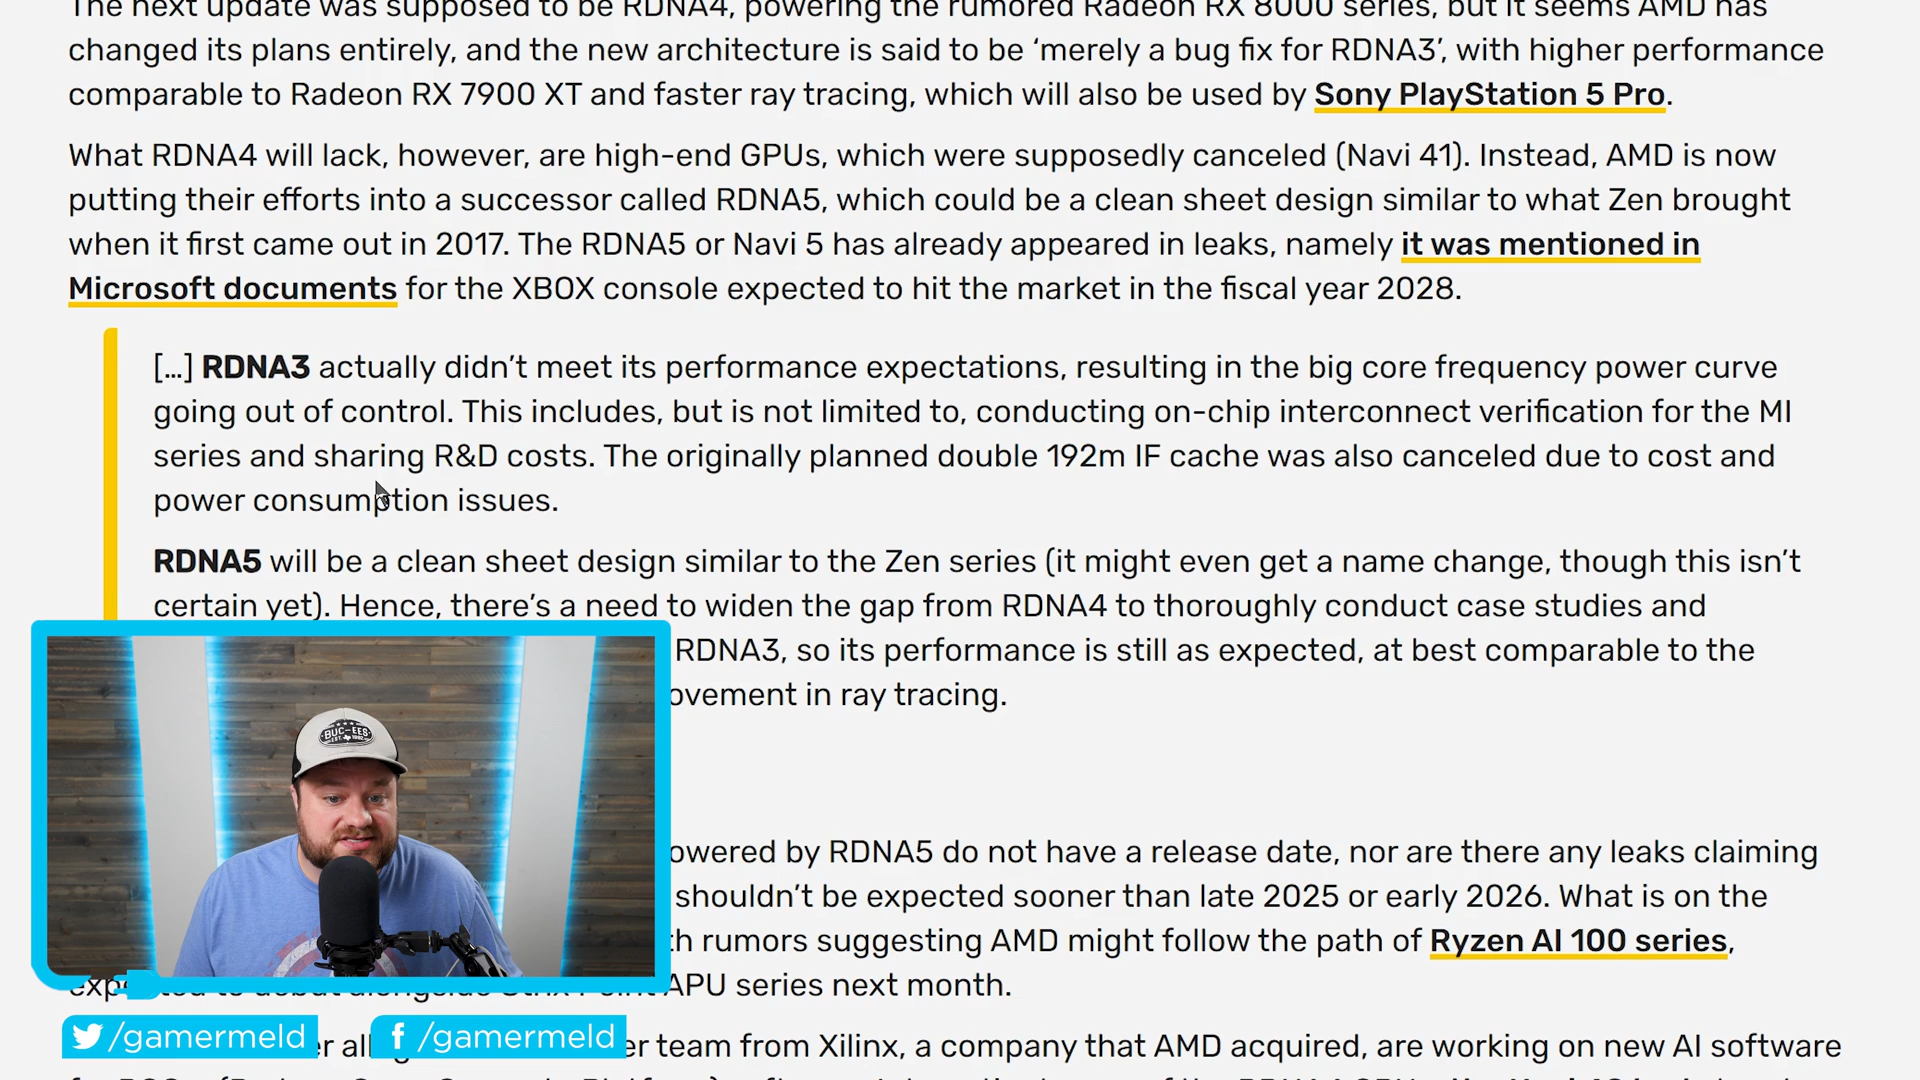 The next update was supposed to be RDNA4, powering the rumored Radeon RX 8000 series, but it seems AMD has
changed its plans entirely, and the new architecture is said to be ‘merely a bug fix for RDNA3’, with higher performance
comparable to Radeon RX 7900 XT and faster ray tracing, which will also be used by Sony PlayStation 5 Pro.
What RDNA4 will lack, however, are high-end GPUs, which were supposedly canceled (Navi 41). Instead, AMD is now
putting their efforts into a successor called RDNA5, which could be a clean sheet design similar to what Zen brought
when it first came out in 2017. The RDNA5 or Navi 5 has already appeared in leaks, namely it was mentioned in
Microsoft documents for the XBOX console expected to hit the market in the fiscal year 2028.
[…] RDNA3 actually didn’t meet its performance expectations, resulting in the big core frequency power curve
going out of control. This includes, but is not limited to, conducting on-chip interconnect verification for the MI
series and sharing R&D costs. The originally planned double 192m IF cache was also canceled due to cost and
power consumption issues.
RDNA5 will be a clean sheet design similar to the Zen series (it might even get a name change, though this isn’t
certain yet). Hence, there’s a need to widen the gap from RDNA4 to thoroughly conduct case studies and
RDNA3, so its performance is still as expected, at best comparable to the
ovement in ray tracing.
owered by RDNA5 do not have a release date, nor are there any leaks claiming
shouldn’t be expected sooner than late 2025 or early 2026. What is on the
th rumors suggesting AMD might follow the path of Ryzen AI 100 series,
APU series next month.
er team from Xilinx, a company that AMD acquired, are working on new AI software
BUC-EES
/gamermeld
/gamermeld